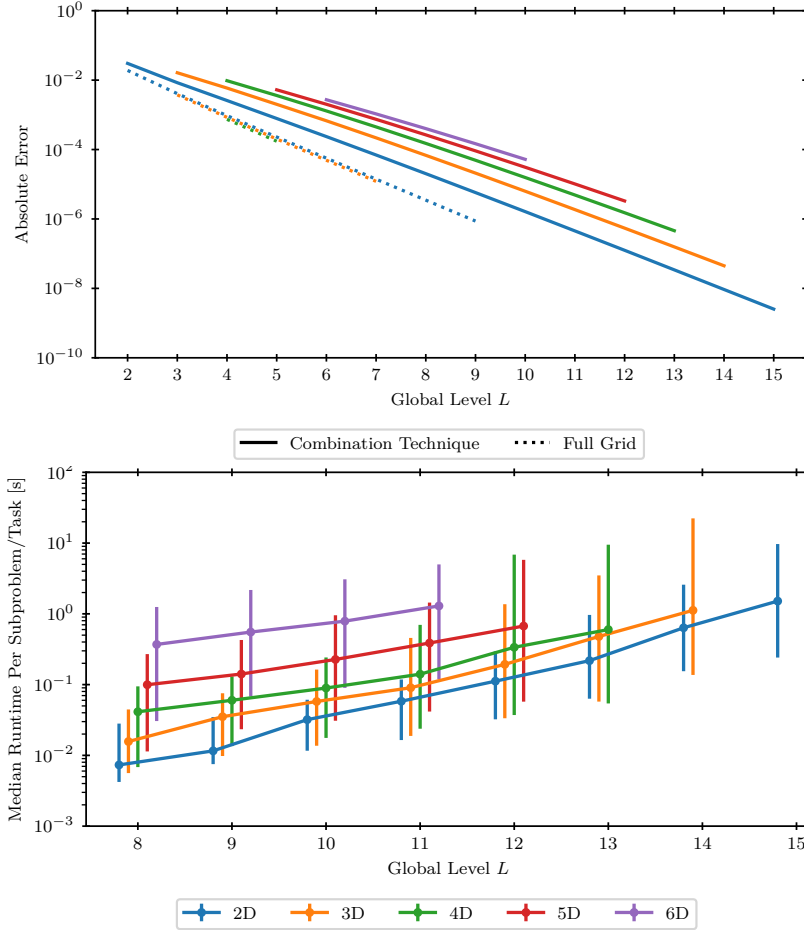 10^0
10^−2
10^−4
10^−6
10^−8
10^−10
Absolute Error
2 3 4 5 6 7 8 9 10 11 12 13 14 15
Global Level L
Combination Technique Full Grid
10^2
10^1
10^0
10^−1
10^−2
10^−3
Median Runtime Per Subproblem/Task [s]
8 9 10 11 12 13 14 15
Global Level L
2D 3D 4D 5D 6D